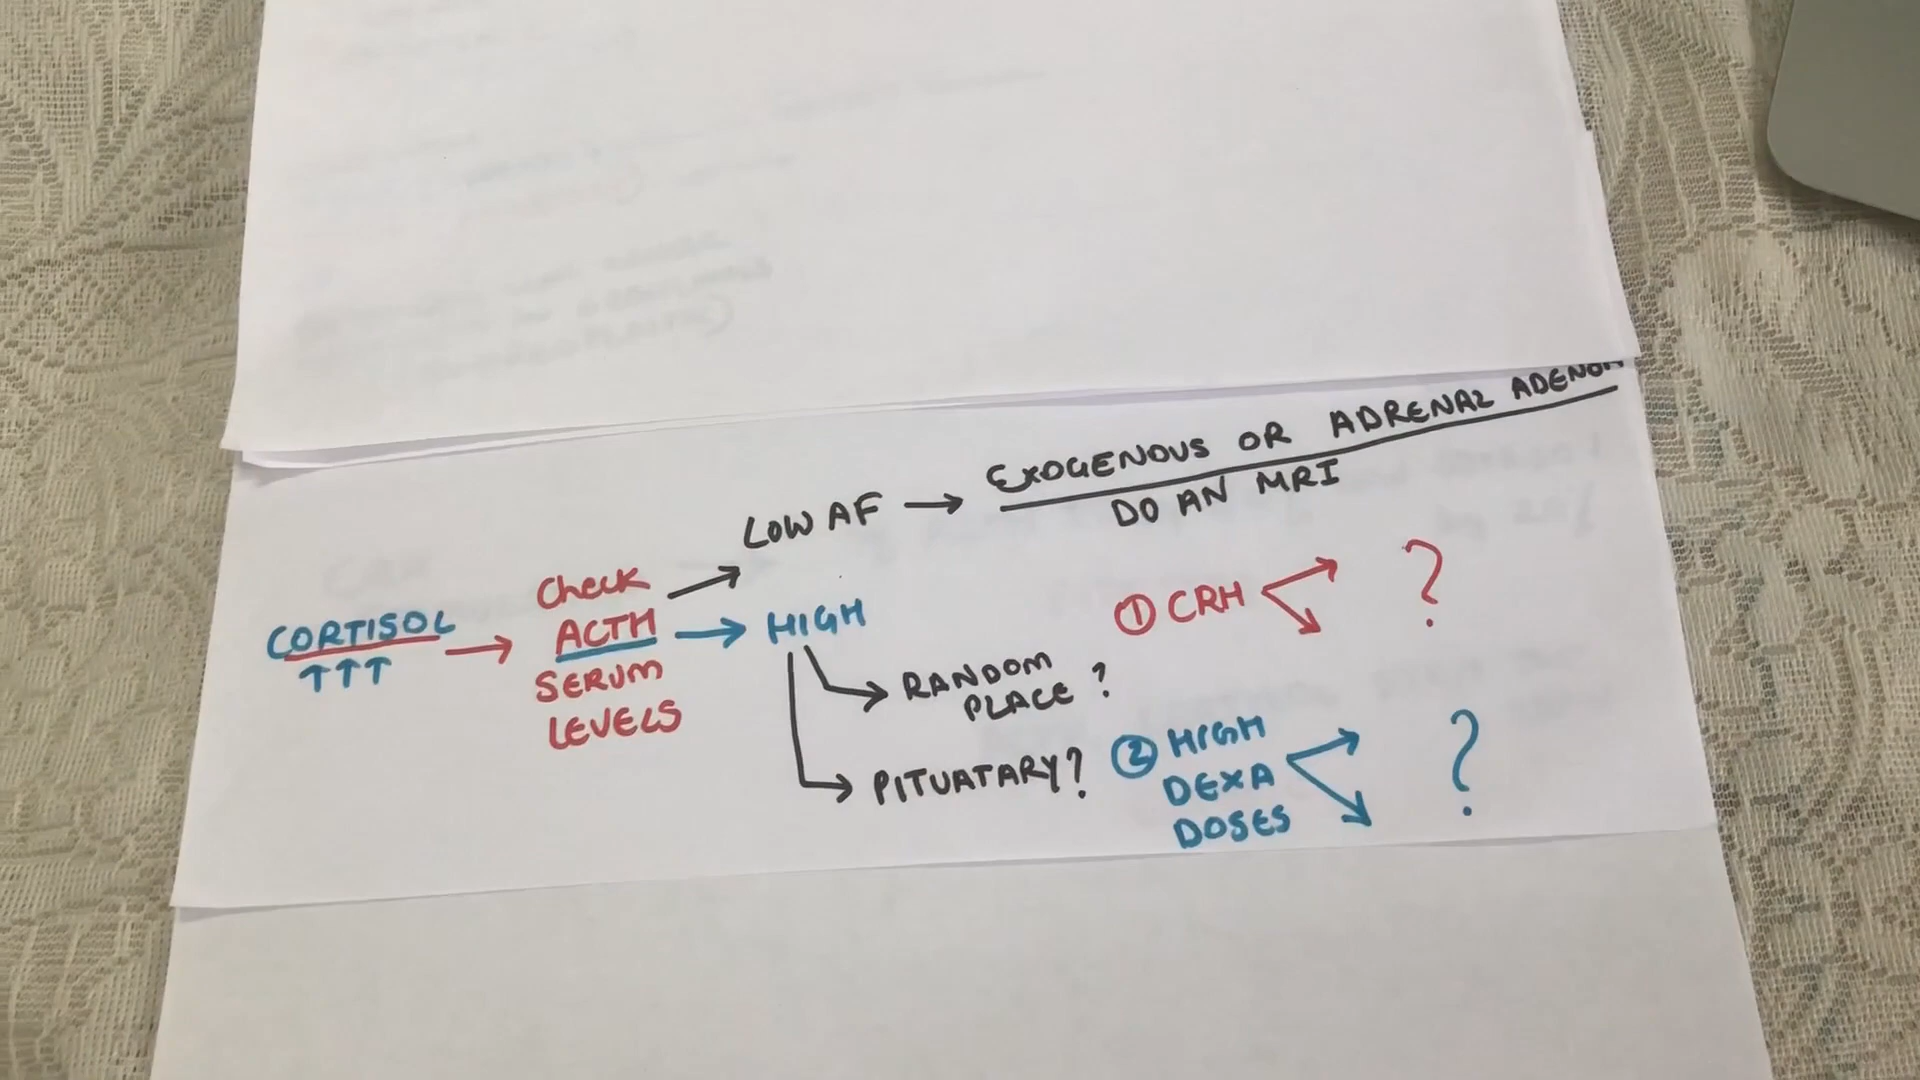 EXOGENOUS OR ADRENAL ADENOM
DO AN MRI
LOW AF
Check
ACTH
SERUM
LEVELS
CORTISOL
↑↑↑
HIGH
RANDOM
PLACE ?
PITUATARY?
① CRH ?
② HIGH
DEXA
DOSES ?